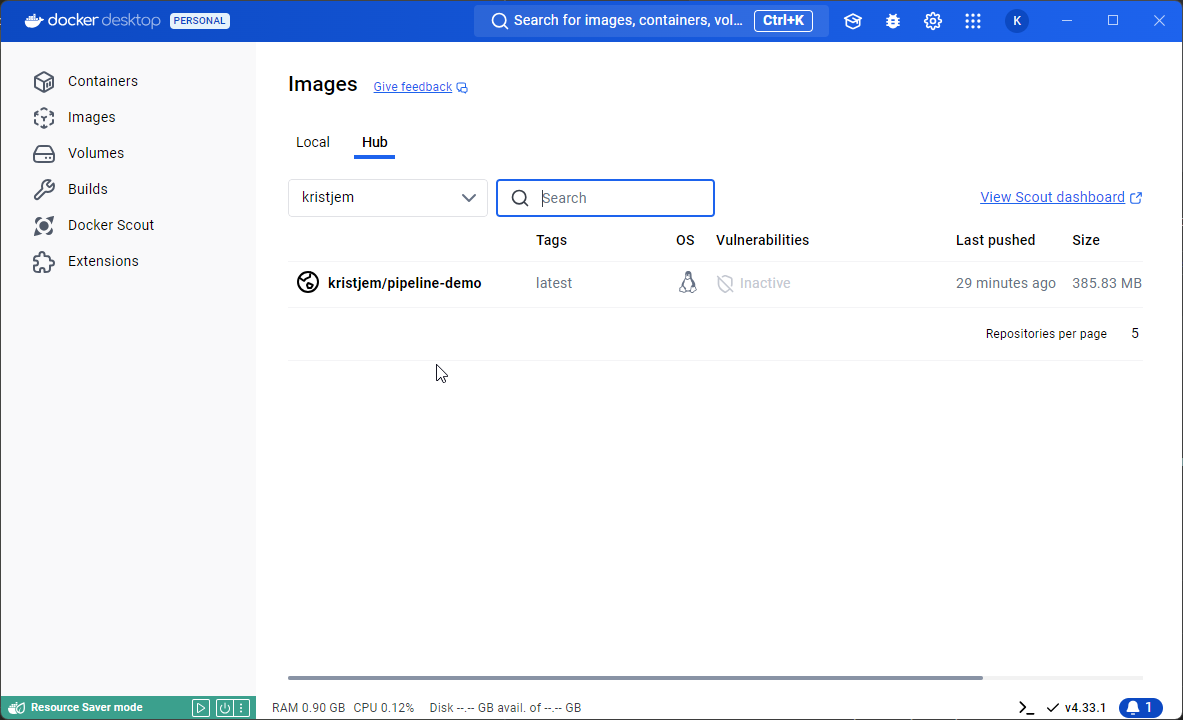 docker desktop PERSONAL Search for images, containers, vol... Ctrl+K K
Containers
Images
Volumes
Builds
Docker Scout
Extensions
Images Give feedback
Local Hub
kristjem Search View Scout dashboard
Tags OS Vulnerabilities Last pushed Size
kristjem/pipeline-demo latest Inactive 29 minutes ago 385.83 MB
Repositories per page 5
Resource Saver mode RAM 0.90 GB CPU 0.12% Disk --.-- GB avail. of --.-- GB v4.33.1 1